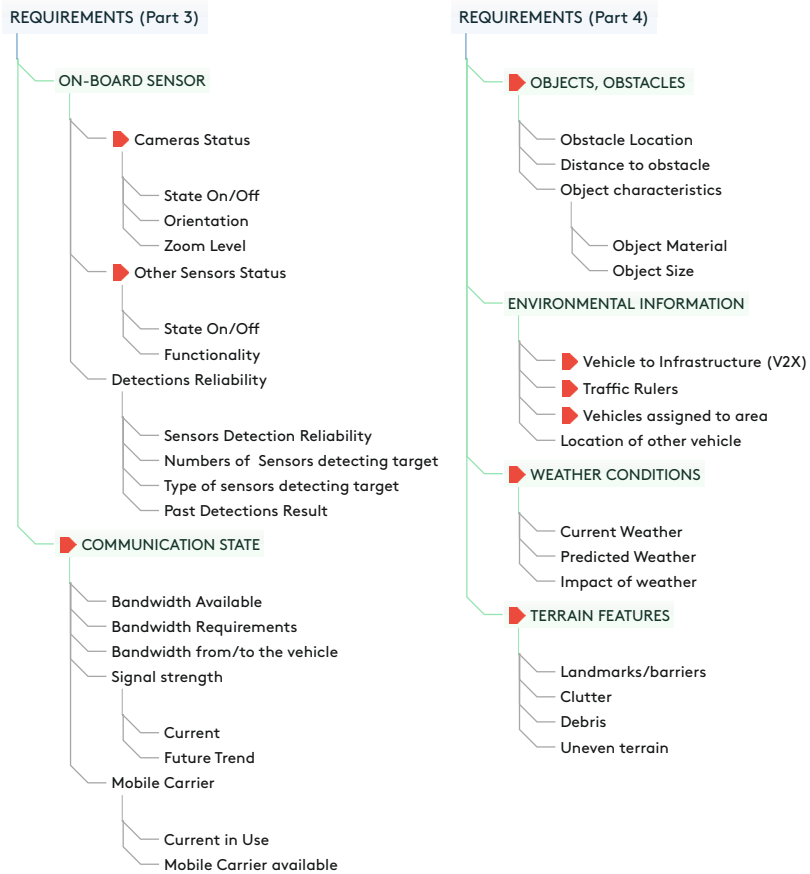 REQUIREMENTS (Part 3)
ON-BOARD SENSOR
Cameras Status
State On/Off
Orientation
Zoom Level
Other Sensors Status
State On/Off
Functionality
Detections Reliability
Sensors Detection Reliability
Numbers of Sensors detecting target
Type of sensors detecting target
Past Detections Result
COMMUNICATION STATE
Bandwidth Available
Bandwidth Requirements
Bandwidth from/to the vehicle
Signal strength
Current
Future Trend
Mobile Carrier
Current in Use
Mobile Carrier available
REQUIREMENTS (Part 4)
OBJECTS, OBSTACLES
Obstacle Location
Distance to obstacle
Object characteristics
Object Material
Object Size
ENVIRONMENTAL INFORMATION
Vehicle to Infrastructure (V2X)
Traffic Rulers
Vehicles assigned to area
Location of other vehicle
WEATHER CONDITIONS
Current Weather
Predicted Weather
Impact of weather
TERRAIN FEATURES
Landmarks/barriers
Clutter
Debris
Uneven terrain